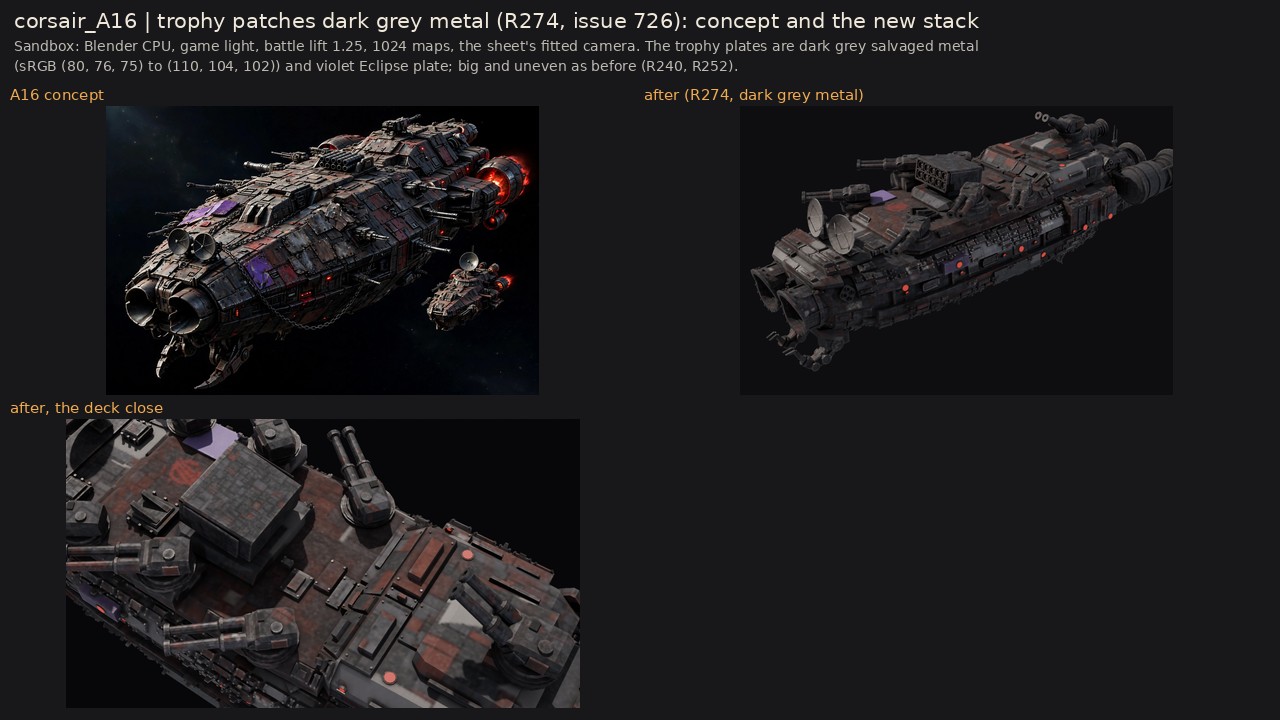 corsair_A16 | trophy patches dark grey metal (R274, issue 726): concept and the new stack
Sandbox: Blender CPU, game light, battle lift 1.25, 1024 maps, the sheet's fitted camera. The trophy plates are dark grey salvaged metal
(sRGB (80, 76, 75) to (110, 104, 102)) and violet Eclipse plate; big and uneven as before (R240, R252).
A16 concept
after (R274, dark grey metal)
after, the deck close